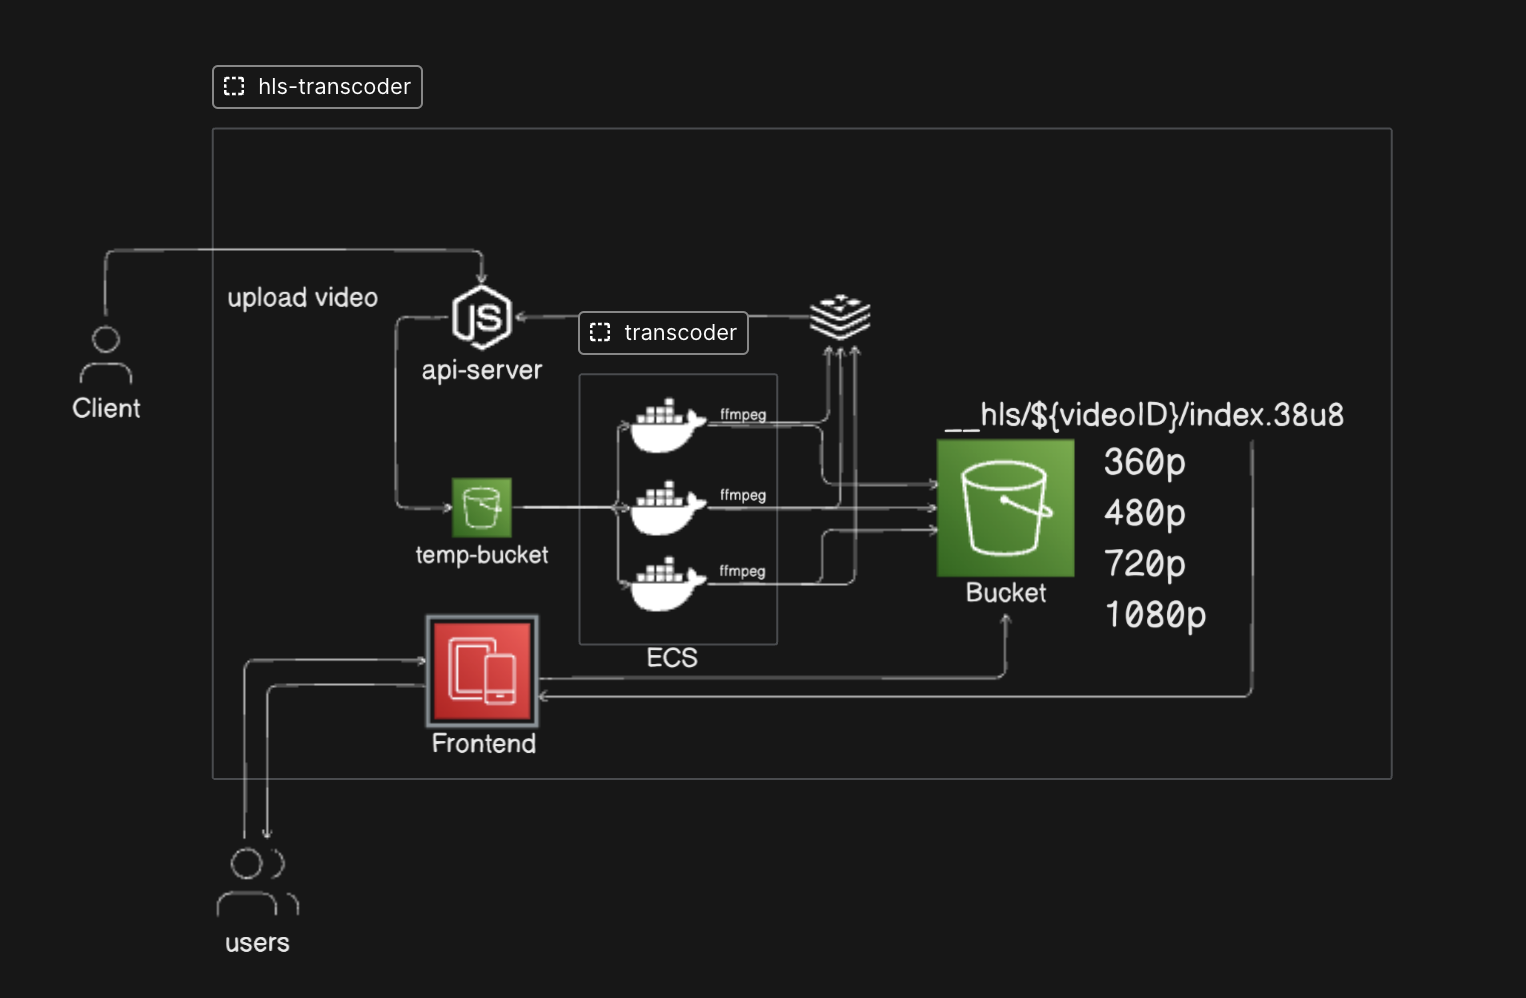 hls-transcoder
upload video
JS
api-server
transcoder
Client
ffmpeg
ffmpeg
ffmpeg
temp-bucket
ECS
__hls/${videoID}/index.38u8
360p
480p
720p
1080p
Bucket
Frontend
users